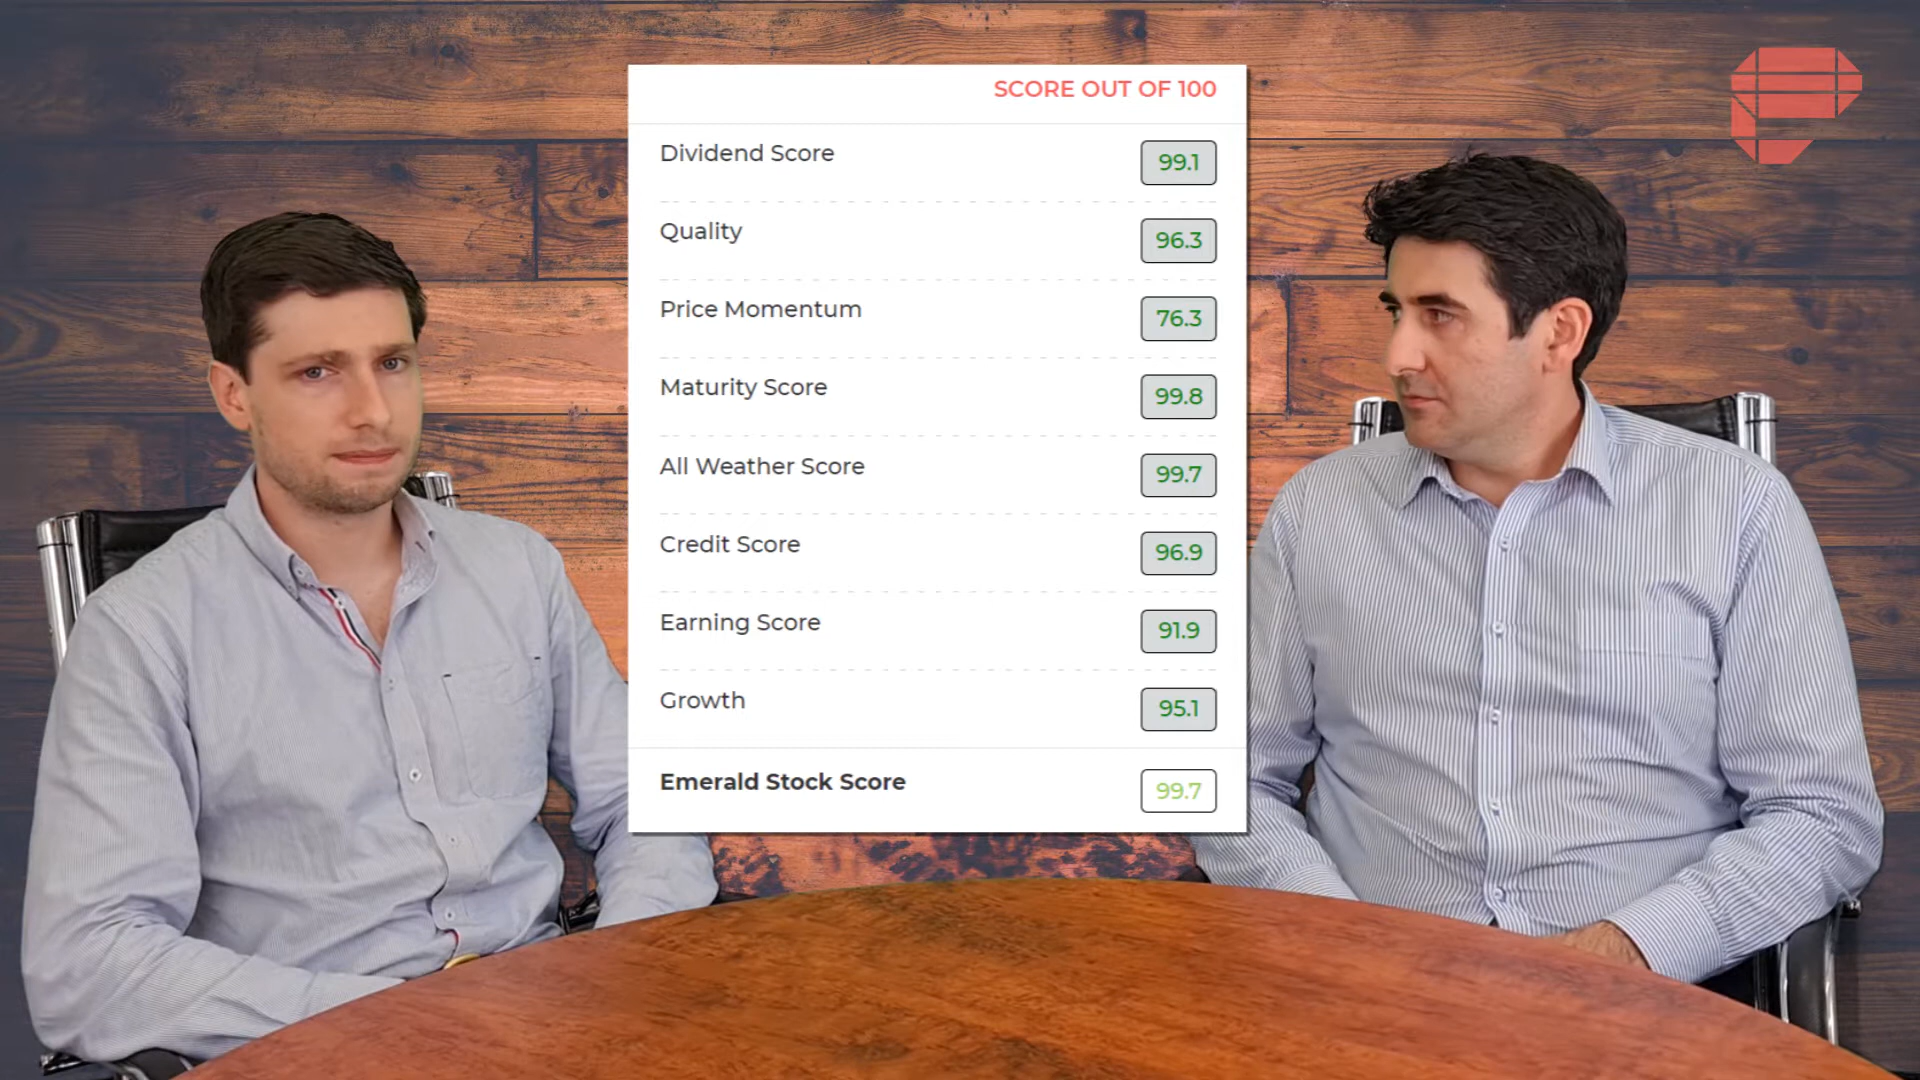 SCORE OUT OF 100
Dividend Score 99.1
Quality 96.3
Price Momentum 76.3
Maturity Score 99.8
All Weather Score 99.7
Credit Score 96.9
Earning Score 91.9
Growth 95.1
Emerald Stock Score 99.7